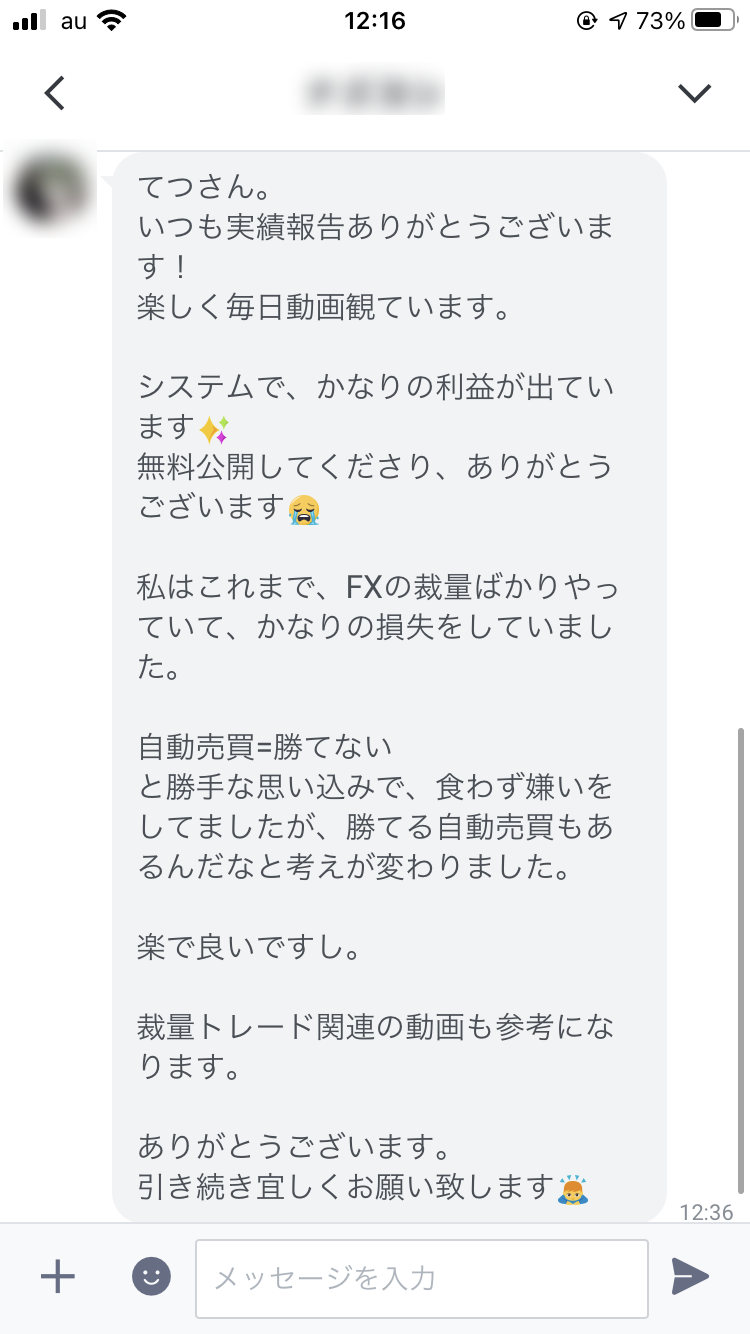 au
12:16
73%
てつさん。
いつも実績報告ありがとうございま
す！
楽しく毎日動画観ています。
システムで、かなりの利益が出てい
ます✨
無料公開してくださり、ありがとう
ございます😭
私はこれまで、FXの裁量ばかりやっ
ていて、かなりの損失をしていまし
た。
自動売買=勝てない
と勝手な思い込みで、食わず嫌いを
してましたが、勝てる自動売買もあ
るんだなと考えが変わりました。
楽で良いですし。
裁量トレード関連の動画も参考にな
ります。
ありがとうございます。
引き続き宜しくお願い致します🙇
12:36
メッセージを入力